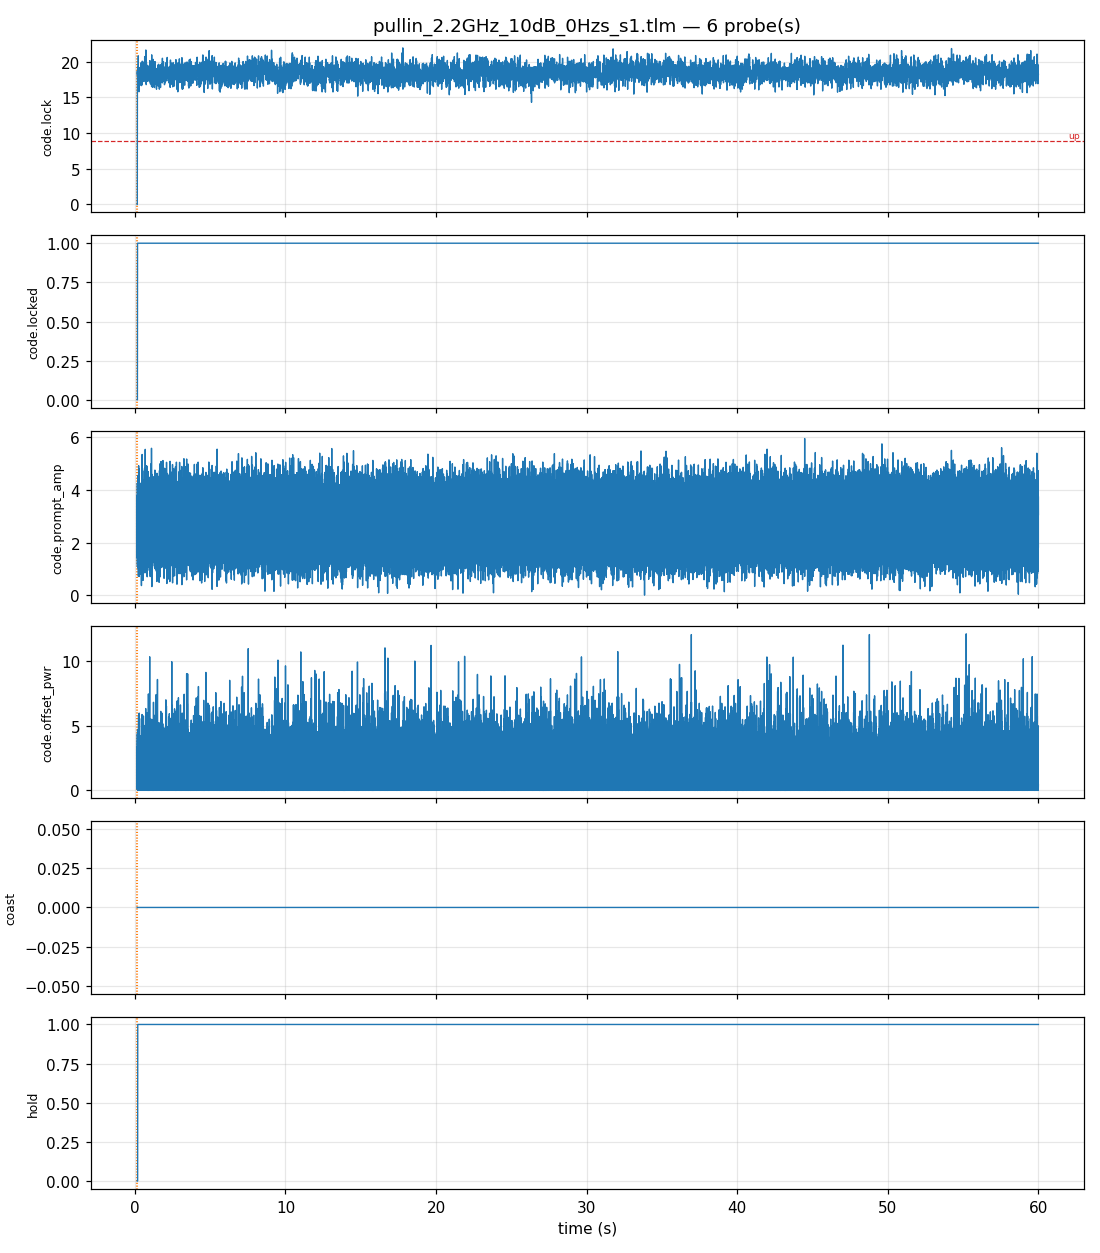 pullin_2.2GHz_10dB_0Hzs_s1.tlm — 6 probe(s)
20
15
10
5
0
code.lock
up
1.00
0.75
0.50
0.25
0.00
code.locked
6
4
2
0
code.prompt_amp
10
5
0
code.offset_pwr
0.050
0.025
0.000
−0.025
−0.050
coast
1.00
0.75
0.50
0.25
0.00
hold
0 10 20 30 40 50 60
time (s)